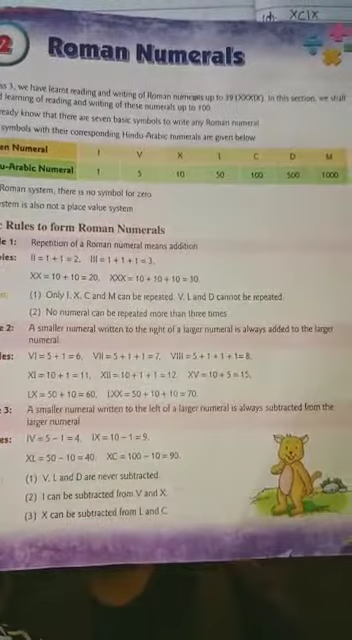 (d) XCIX
2 Roman Numerals
ss 3, we have learnt reading and writing of Roman numerals up to 39 (XXXIX). In this section, we shall
learning of reading and writing of these numerals up to 100.
ready know that there are seven basic symbols to write any Roman numeral
symbols with their corresponding Hindu-Arabic numerals are given below
an Numeral I V X L C D M
u-Arabic Numeral 1 5 10 50 100 500 1000
Roman system, there is no symbol for zero
stem is also not a place value system
Rules to form Roman Numerals
le 1: Repetition of a Roman numeral means addition
les: II = 1 + 1 = 2, III = 1 + 1 + 1 = 3,
XX = 10 + 10 = 20, XXX = 10 + 10 + 10 = 30.
(1) Only I, X, C and M can be repeated. V, L and D cannot be repeated.
(2) No numeral can be repeated more than three times
2: A smaller numeral written to the right of a larger numeral is always added to the larger
numeral
les: VI = 5 + 1 = 6, VII = 5 + 1 + 1 = 7, VIII = 5 + 1 + 1 + 1 = 8,
XI = 10 + 1 = 11, XII = 10 + 1 + 1 = 12 XV = 10 + 5 = 15,
LX = 50 + 10 = 60, LXX = 50 + 10 + 10 = 70.
3: A smaller numeral written to the left of a larger numeral is always subtracted from the
larger numeral
es: IV = 5 - 1 = 4, IX = 10 - 1 = 9,
XL = 50 - 10 = 40, XC = 100 - 10 = 90.
(1) V, L and D are never subtracted.
(2) I can be subtracted from V and X.
(3) X can be subtracted from L and C